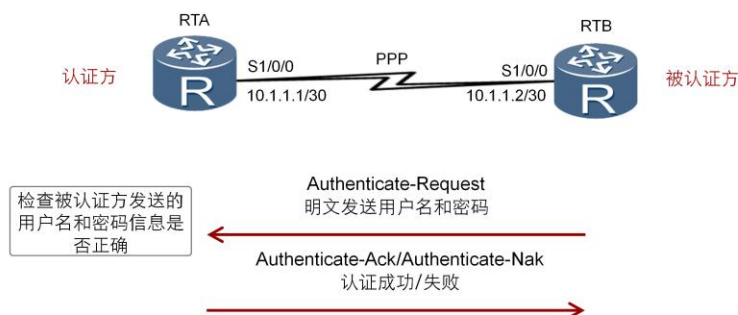 RTA
RTB
认证方
S1/0/0
PPP
S1/0/0
被认证方
R
10.1.1.1/30
10.1.1.2/30
R
检查被认证方发送的
用户名和密码信息是
否正确
Authenticate-Request
明文发送用户名和密码
Authenticate-Ack/Authenticate-Nak
认证成功/失败